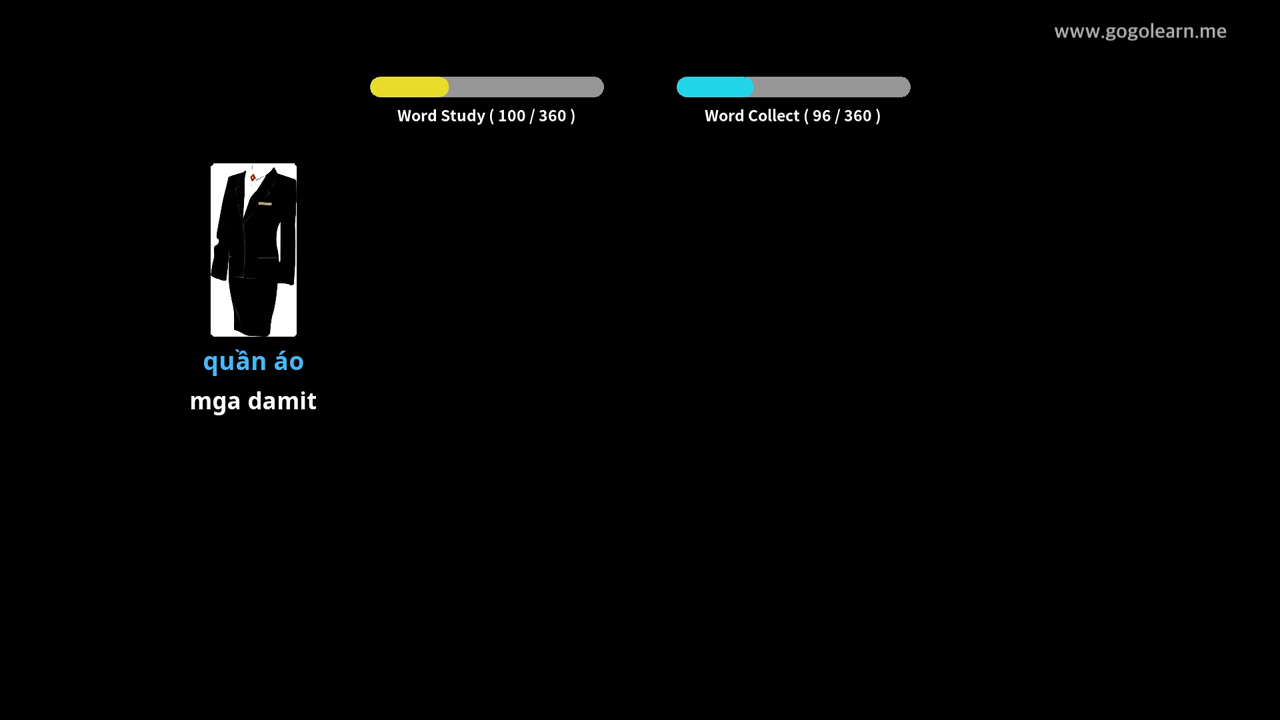 www.gogolearn.me
Word Study ( 100 / 360 )
Word Collect ( 96 / 360 )
quần áo
mga damit